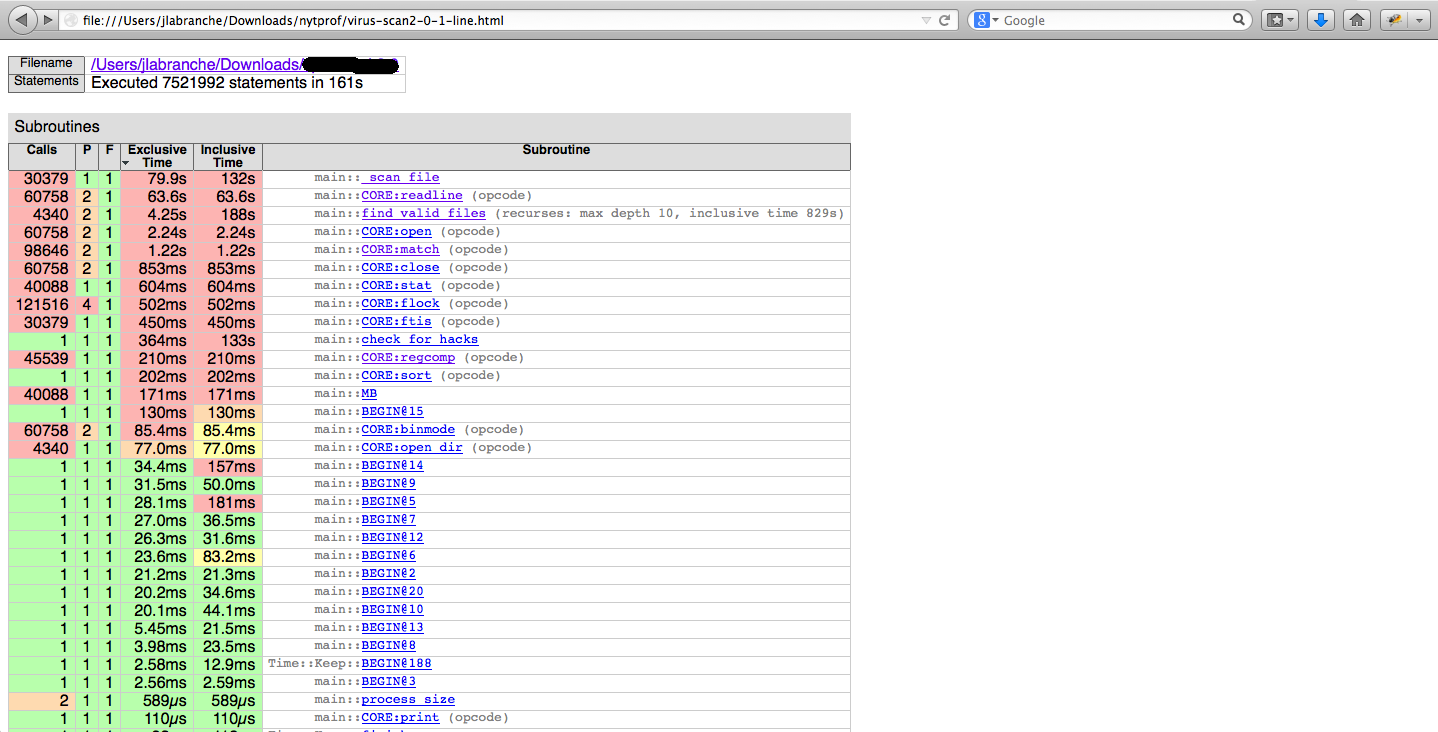 file:///Users/jlabranche/Downloads/nytprof/virus-scan2-0-1-line.html
Google
Filename /Users/jlabranche/Downloads/
Statements Executed 7521992 statements in 161s
Subroutines
Calls P F Exclusive Time Inclusive Time Subroutine
30379 1 1 79.9s 132s main::_scan_file
60758 2 1 63.6s 63.6s main::CORE:readline (opcode)
4340 2 1 4.25s 188s main::find_valid_files (recurses: max depth 10, inclusive time 829s)
60758 2 1 2.24s 2.24s main::CORE:open (opcode)
98646 2 1 1.22s 1.22s main::CORE:match (opcode)
60758 2 1 853ms 853ms main::CORE:close (opcode)
40088 1 1 604ms 604ms main::CORE:stat (opcode)
121516 4 1 502ms 502ms main::CORE:flock (opcode)
30379 1 1 450ms 450ms main::CORE:ftis (opcode)
1 1 1 364ms 133s main::check_for_hacks
45539 1 1 210ms 210ms main::CORE:regcomp (opcode)
1 1 1 202ms 202ms main::CORE:sort (opcode)
40088 1 1 171ms 171ms main::MB
1 1 1 130ms 130ms main::BEGIN@15
60758 2 1 85.4ms 85.4ms main::CORE:binmode (opcode)
4340 1 1 77.0ms 77.0ms main::CORE:open_dir (opcode)
1 1 1 34.4ms 157ms main::BEGIN@14
1 1 1 31.5ms 50.0ms main::BEGIN@9
1 1 1 28.1ms 181ms main::BEGIN@5
1 1 1 27.0ms 36.5ms main::BEGIN@7
1 1 1 26.3ms 31.6ms main::BEGIN@12
1 1 1 23.6ms 83.2ms main::BEGIN@6
1 1 1 21.2ms 21.3ms main::BEGIN@2
1 1 1 20.2ms 34.6ms main::BEGIN@20
1 1 1 20.1ms 44.1ms main::BEGIN@10
1 1 1 5.45ms 21.5ms main::BEGIN@13
1 1 1 3.98ms 23.5ms main::BEGIN@8
1 1 1 2.58ms 12.9ms Time::Keep::BEGIN@188
1 1 1 2.56ms 2.59ms main::BEGIN@3
2 1 1 589µs 589µs main::process_size
1 1 1 110µs 110µs main::CORE:print (opcode)